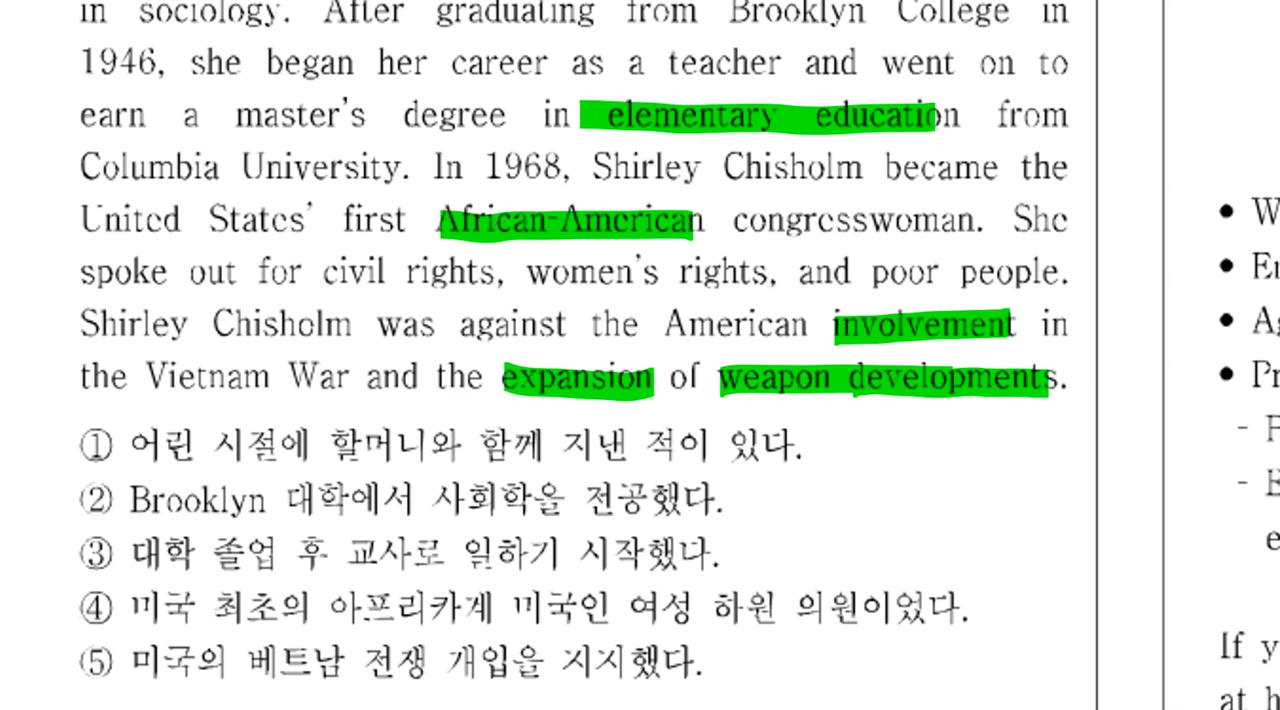 in sociology. After graduating from Brooklyn College in
1946, she began her career as a teacher and went on to
earn a master's degree in elementary education from
Columbia University. In 1968, Shirley Chisholm became the
United States' first African-American congresswoman. She
spoke out for civil rights, women's rights, and poor people.
Shirley Chisholm was against the American involvement in
the Vietnam War and the expansion of weapon developments.
① 어린 시절에 할머니와 함께 지낸 적이 있다.
② Brooklyn 대학에서 사회학을 전공했다.
③ 대학 졸업 후 교사로 일하기 시작했다.
④ 미국 최초의 아프리카계 미국인 여성 하원 의원이었다.
⑤ 미국의 베트남 전쟁 개입을 지지했다.
If y
at h